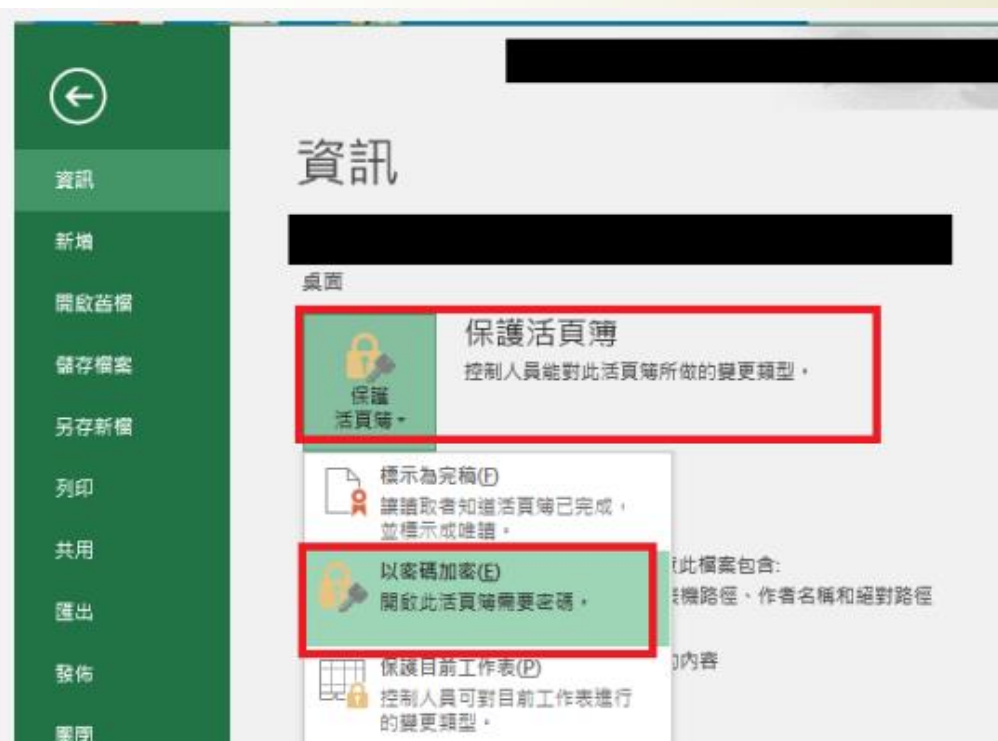 資訊
新增
開啟舊檔
儲存檔案
另存新檔
列印
共用
匯出
發佈
關閉
資訊
桌面
保護活頁簿
控制人員能對此活頁簿所做的變更類型。
保護
活頁簿
標示為完稿(F)
讓讀取者知道活頁簿已完成，
並標示成唯讀。
以密碼加密(E)
開啟此活頁簿需要密碼。
保護目前工作表(P)
控制人員可對目前工作表進行
的變更類型。
此檔案包含:
機路徑、作者名稱和絕對路徑
內容